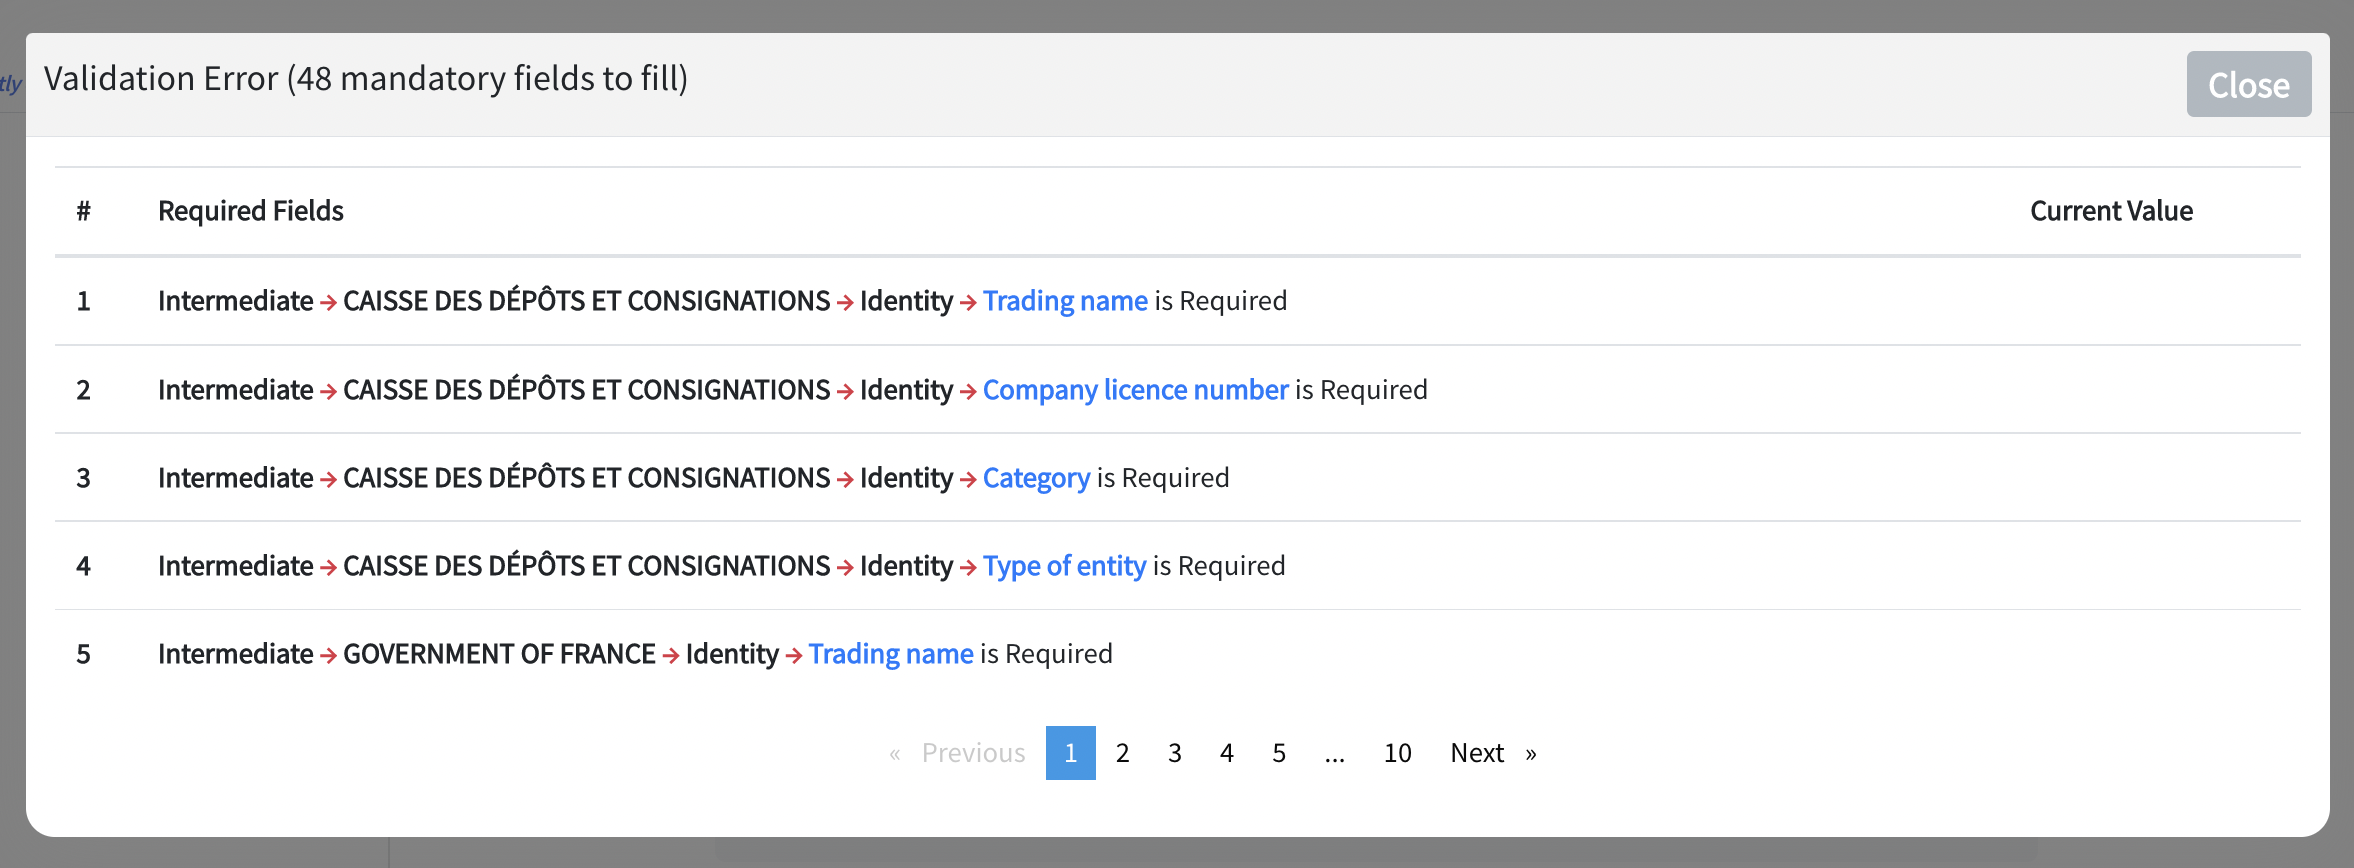 tly
Validation Error (48 mandatory fields to fill)
Close
# Required Fields Current Value
1 Intermediate → CAISSE DES DÉPÔTS ET CONSIGNATIONS → Identity → Trading name is Required
2 Intermediate → CAISSE DES DÉPÔTS ET CONSIGNATIONS → Identity → Company licence number is Required
3 Intermediate → CAISSE DES DÉPÔTS ET CONSIGNATIONS → Identity → Category is Required
4 Intermediate → CAISSE DES DÉPÔTS ET CONSIGNATIONS → Identity → Type of entity is Required
5 Intermediate → GOVERNMENT OF FRANCE → Identity → Trading name is Required
« Previous 1 2 3 4 5 ... 10 Next »